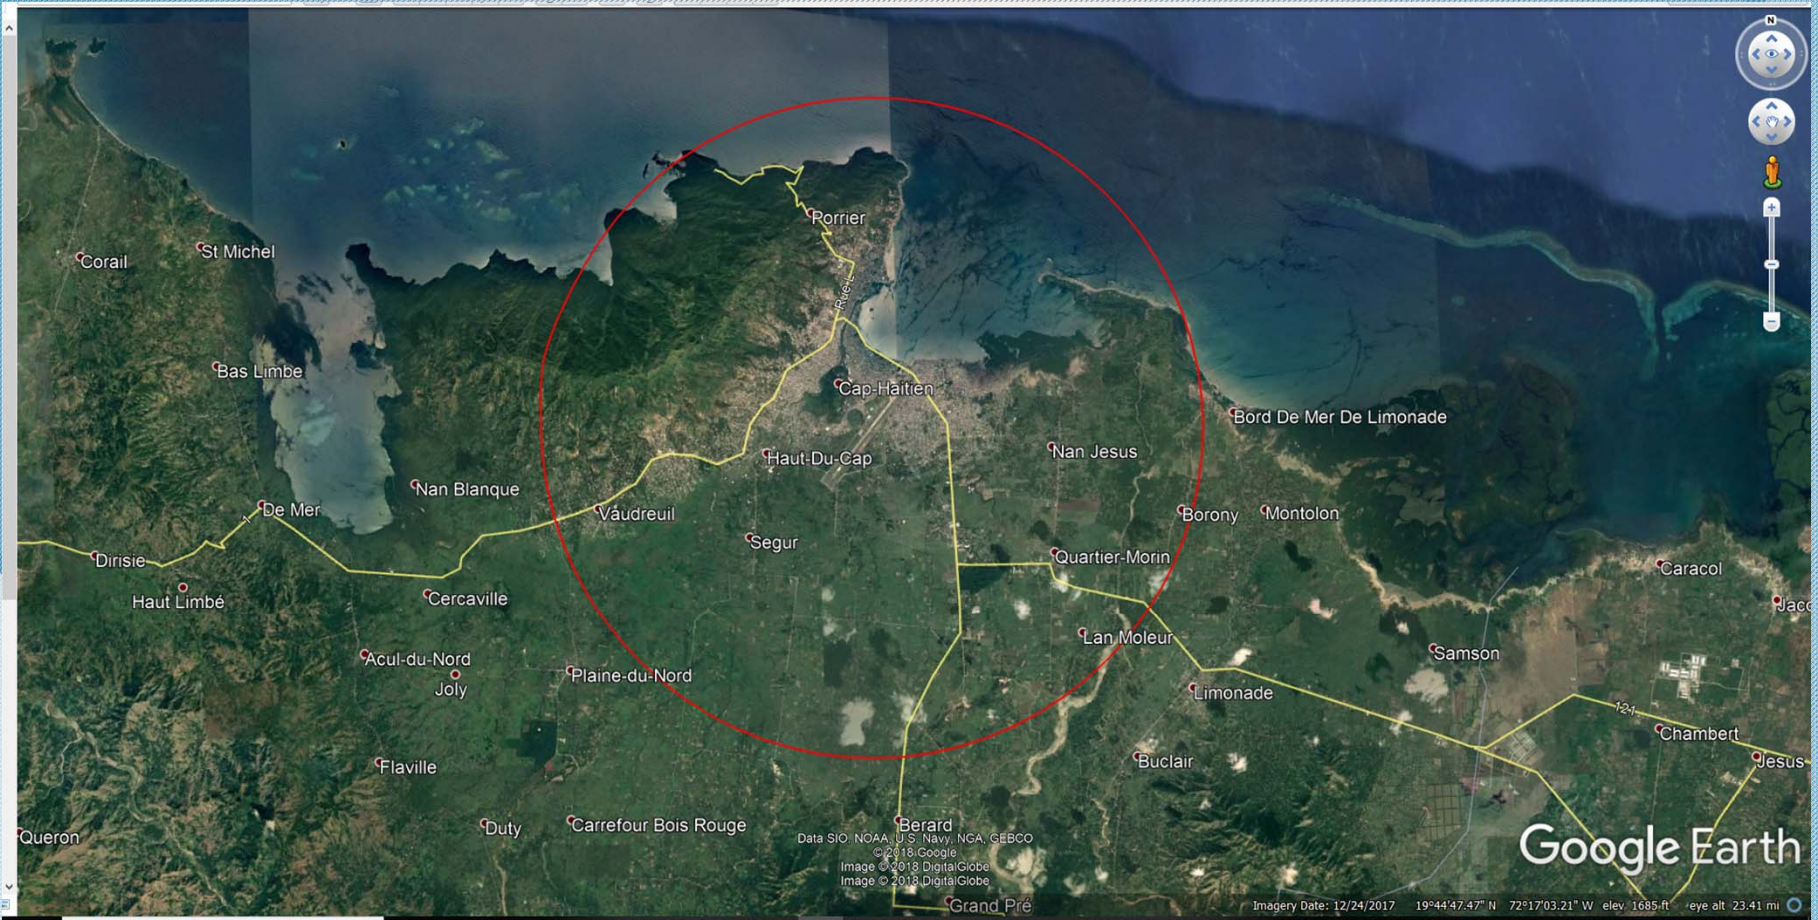 N
Porrier
Corail
St Michel
Rue L
Bas Limbe
Cap-Haïtien
Bord De Mer De Limonade
Haut-Du-Cap
Nan Jesus
Nan Blanque
De Mer
1
Vaudreuil
Borony
Montolon
Segur
Dirisie
Quartier-Morin
Caracol
Haut Limbé
Cercaville
Jacq
Lan Moleur
Acul-du-Nord
Samson
Joly
Plaine-du-Nord
Limonade
121
Chambert
Flaville
Buclair
Jesus
Queron
Duty
Carrefour Bois Rouge
Berard
Data SIO, NOAA, U.S. Navy, NGA, GEBCO
© 2018 Google
Image © 2018 DigitalGlobe
Image © 2018 DigitalGlobe
Google Earth
Grand Pré
Imagery Date: 12/24/2017 19°44'47.47" N 72°17'03.21" W elev 1685 ft eye alt 23.41 mi